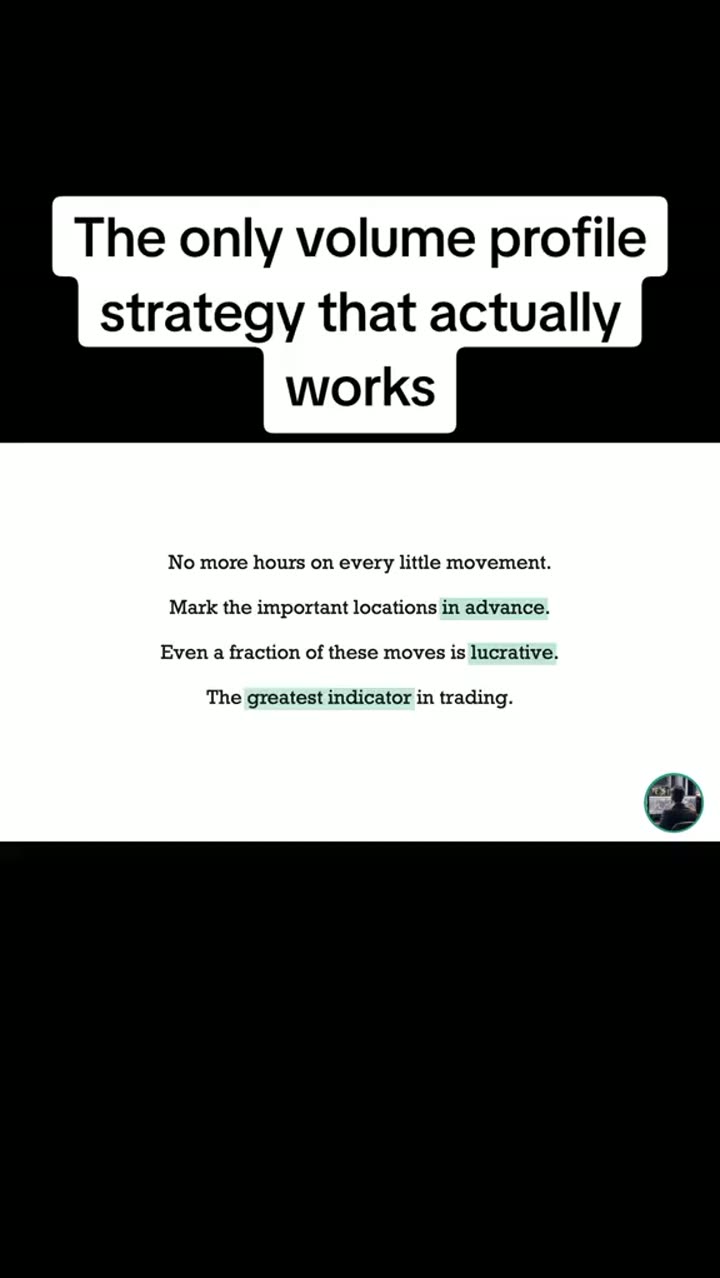 The only volume profile
strategy that actually
works
No more hours on every little movement.
Mark the important locations in advance.
Even a fraction of these moves is lucrative.
The greatest indicator in trading.